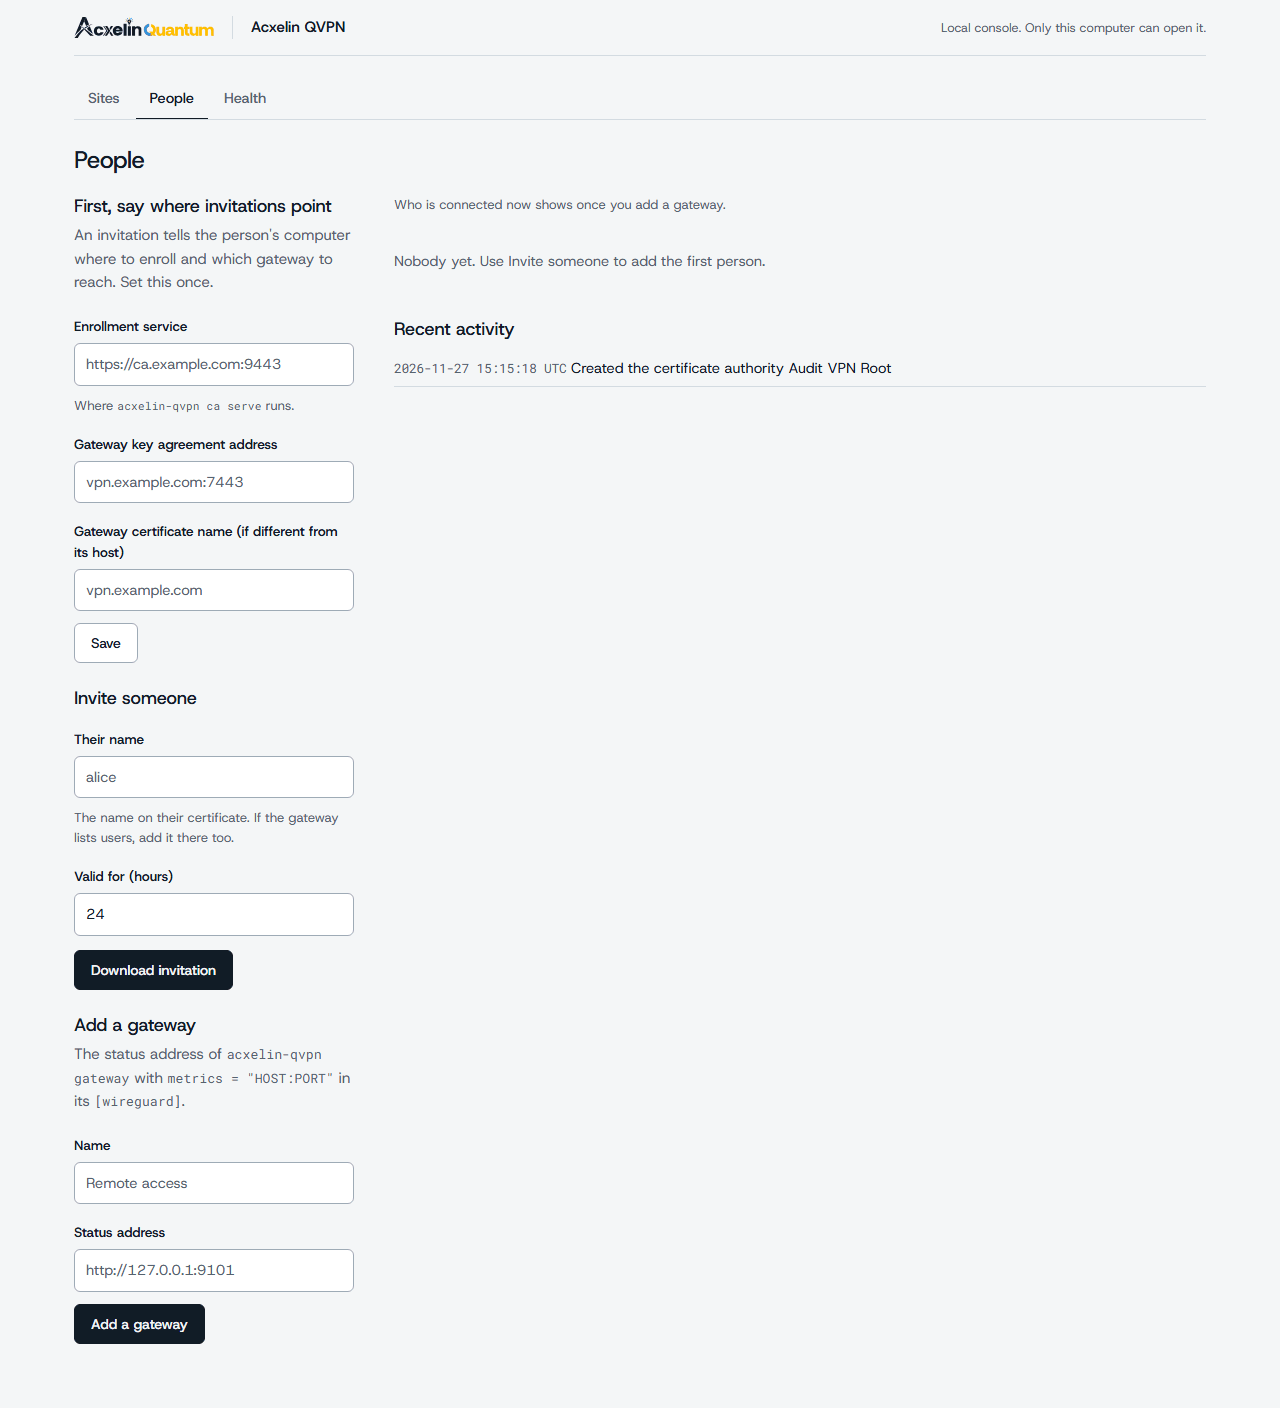 Acxelin Quantum
Acxelin QVPN
Local console. Only this computer can open it.
Sites
People
Health
People
First, say where invitations point
An invitation tells the person's computer
where to enroll and which gateway to
reach. Set this once.
Enrollment service
https://ca.example.com:9443
Where acxelin-qvpn ca serve runs.
Gateway key agreement address
vpn.example.com:7443
Gateway certificate name (if different from
its host)
vpn.example.com
Save
Invite someone
Their name
alice
The name on their certificate. If the gateway
lists users, add it there too.
Valid for (hours)
24
Download invitation
Add a gateway
The status address of acxelin-qvpn
gateway with metrics = "HOST:PORT" in
its [wireguard].
Name
Remote access
Status address
http://127.0.0.1:9101
Add a gateway
Who is connected now shows once you add a gateway.
Nobody yet. Use Invite someone to add the first person.
Recent activity
2026-11-27 15:15:18 UTC Created the certificate authority Audit VPN Root